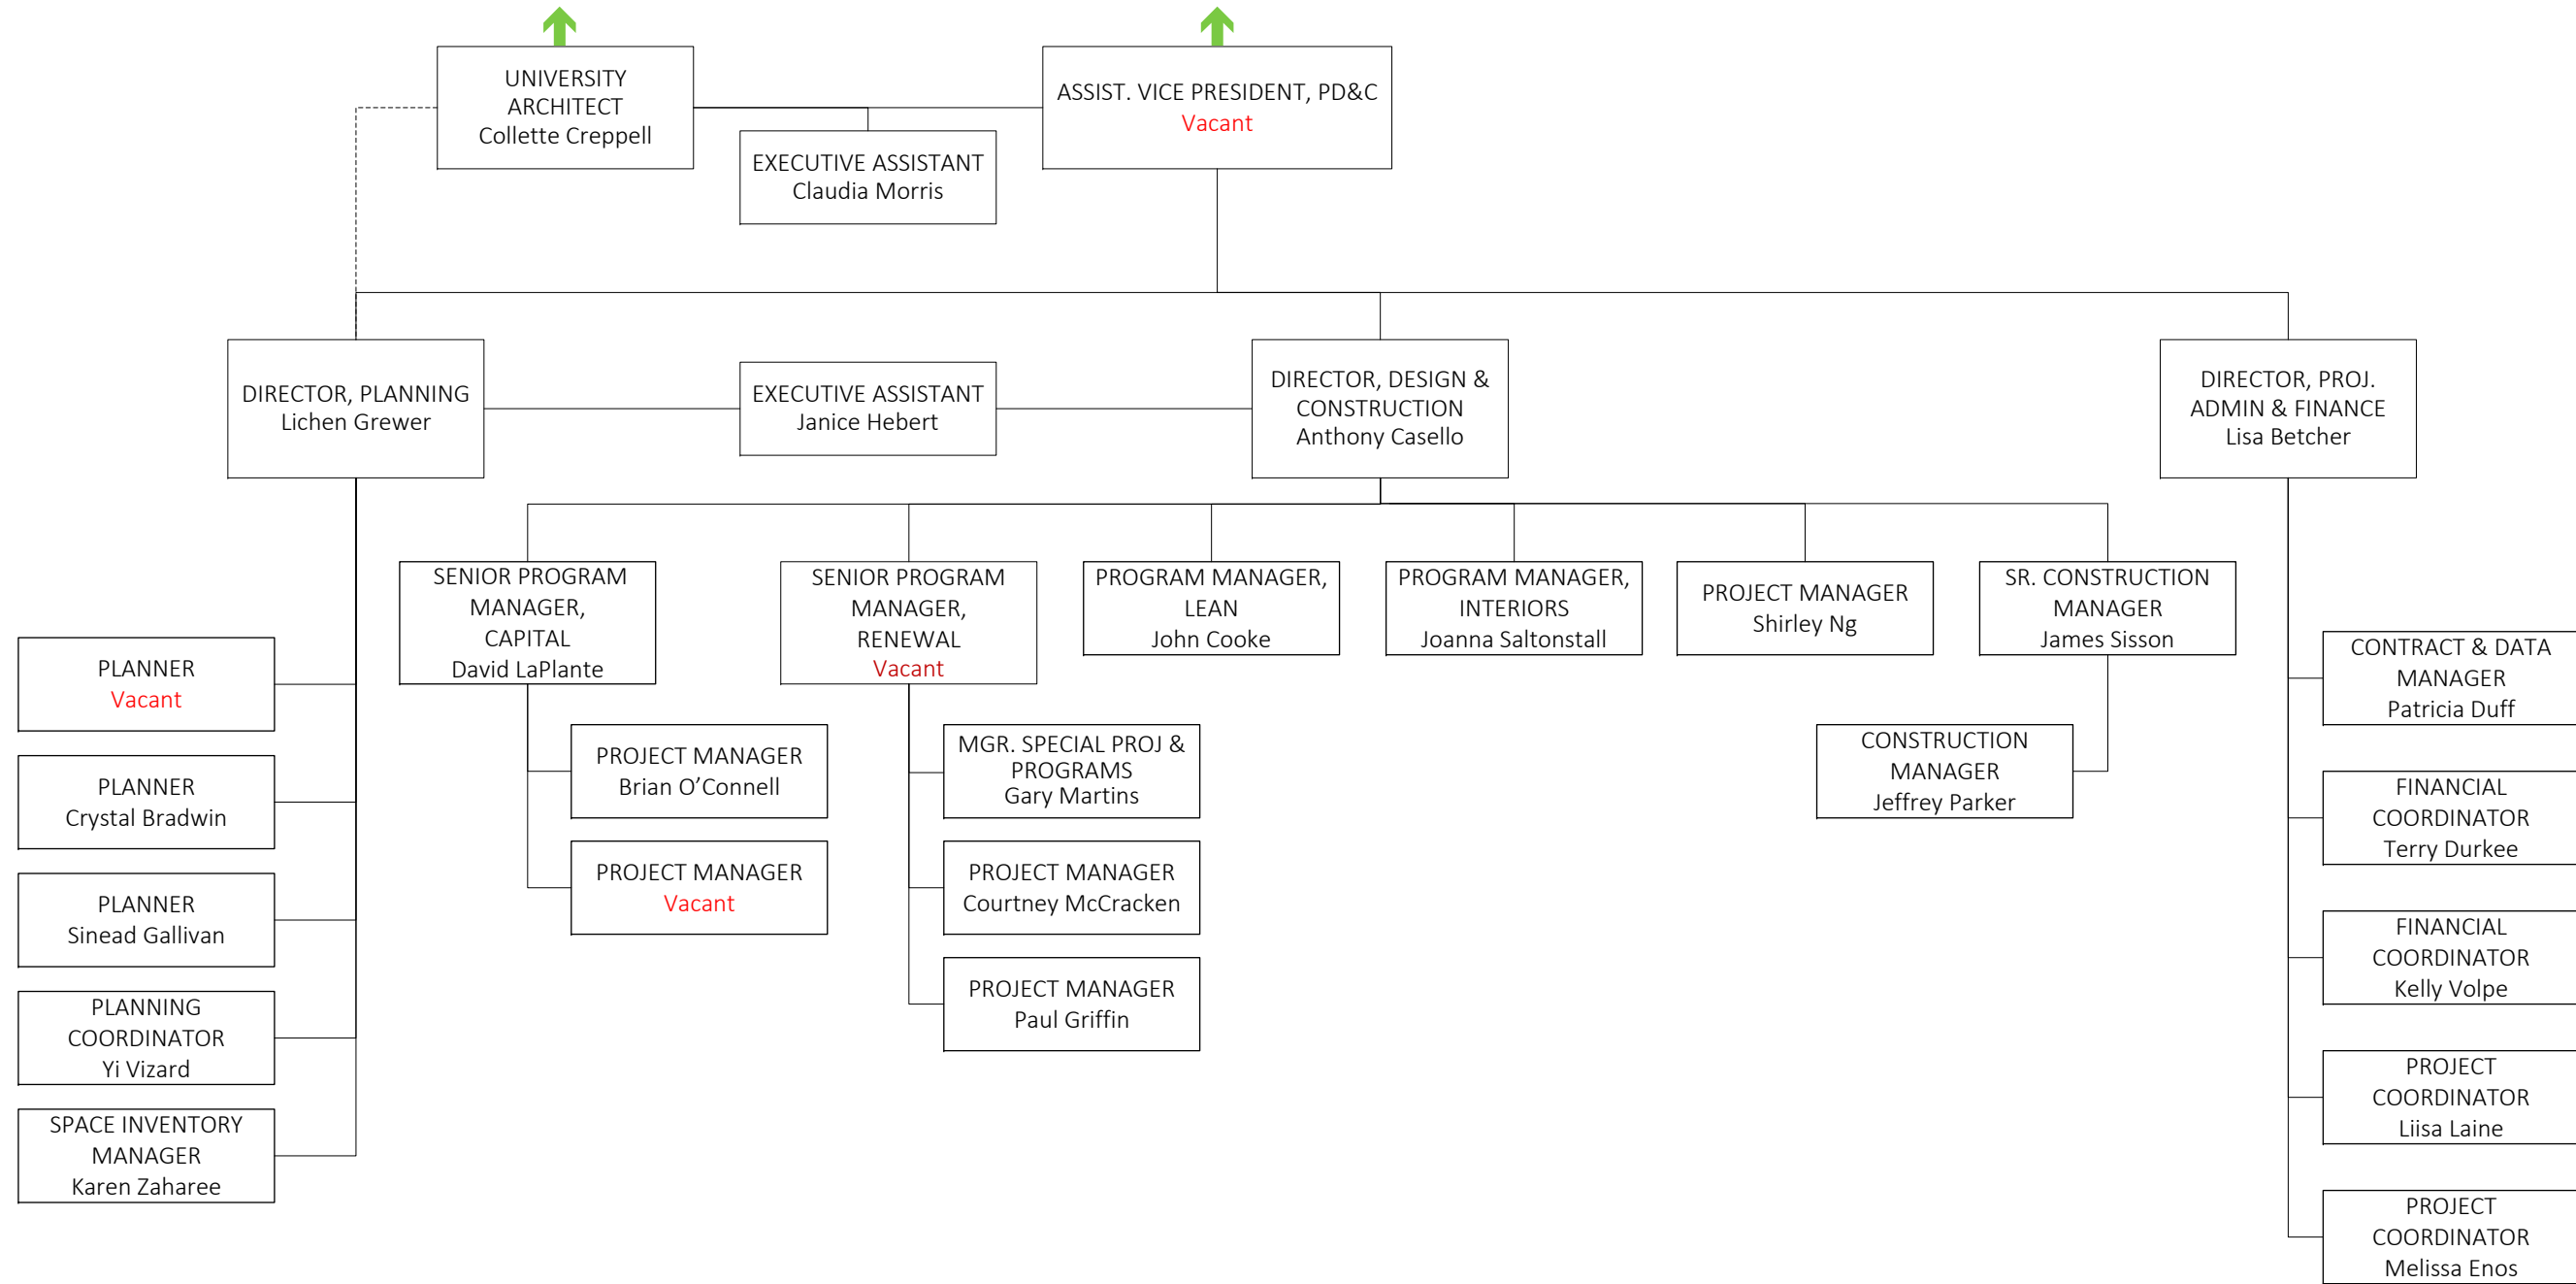 UNIVERSITY
ARCHITECT
Collette Creppell
ASSIST. VICE PRESIDENT, PD&C
Vacant
EXECUTIVE ASSISTANT
Claudia Morris
DIRECTOR, PLANNING
Lichen Grewer
EXECUTIVE ASSISTANT
Janice Hebert
DIRECTOR, DESIGN &
CONSTRUCTION
Anthony Casello
DIRECTOR, PROJ.
ADMIN & FINANCE
Lisa Betcher
SENIOR PROGRAM
MANAGER,
CAPITAL
David LaPlante
SENIOR PROGRAM
MANAGER,
RENEWAL
Vacant
PROGRAM MANAGER,
LEAN
John Cooke
PROGRAM MANAGER,
INTERIORS
Joanna Saltonstall
PROJECT MANAGER
Shirley Ng
SR. CONSTRUCTION
MANAGER
James Sisson
PLANNER
Vacant
PLANNER
Crystal Bradwin
PLANNER
Sinead Gallivan
PLANNING
COORDINATOR
Yi Vizard
SPACE INVENTORY
MANAGER
Karen Zaharee
PROJECT MANAGER
Brian O’Connell
PROJECT MANAGER
Vacant
MGR. SPECIAL PROJ &
PROGRAMS
Gary Martins
PROJECT MANAGER
Courtney McCracken
PROJECT MANAGER
Paul Griffin
CONSTRUCTION
MANAGER
Jeffrey Parker
CONTRACT & DATA
MANAGER
Patricia Duff
FINANCIAL
COORDINATOR
Terry Durkee
FINANCIAL
COORDINATOR
Kelly Volpe
PROJECT
COORDINATOR
Liisa Laine
PROJECT
COORDINATOR
Melissa Enos